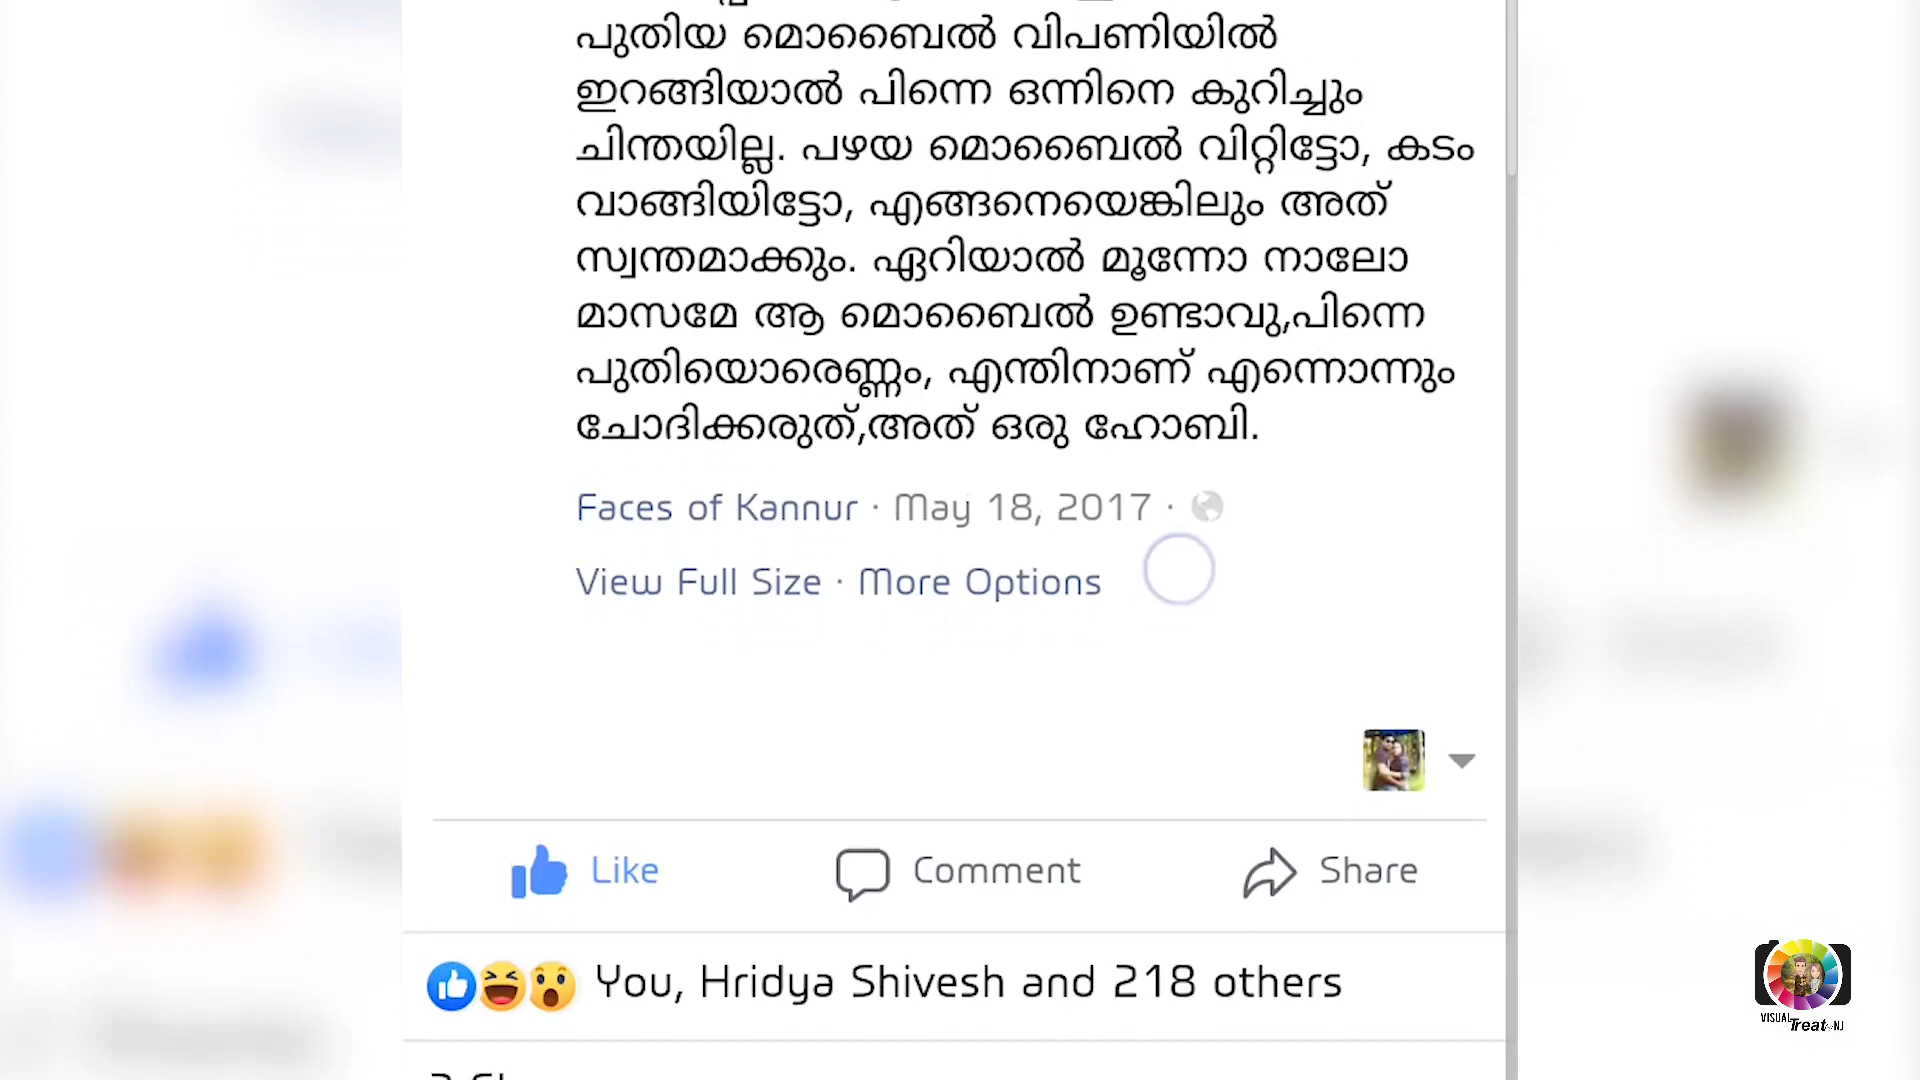 പുതിയ മൊബൈൽ വിപണിയിൽ
ഇറങ്ങിയാൽ പിന്നെ ഒന്നിനെ കുറിച്ചും
ചിന്തയില്ല. പഴയ മൊബൈൽ വിറ്റിട്ടോ, കടം
വാങ്ങിയിട്ടോ, എങ്ങനെയെങ്കിലും അത്
സ്വന്തമാക്കും. ഏറിയാൽ മൂന്നോ നാലോ
മാസമേ ആ മൊബൈൽ ഉണ്ടാവു,പിന്നെ
പുതിയൊരെണ്ണം, എന്തിനാണ് എന്നൊന്നും
ചോദിക്കരുത്,അത് ഒരു ഹോബി.
Faces of Kannur · May 18, 2017 ·
View Full Size · More Options
Like Comment Share
You, Hridya Shivesh and 218 others
VISUAL
Treat NJ